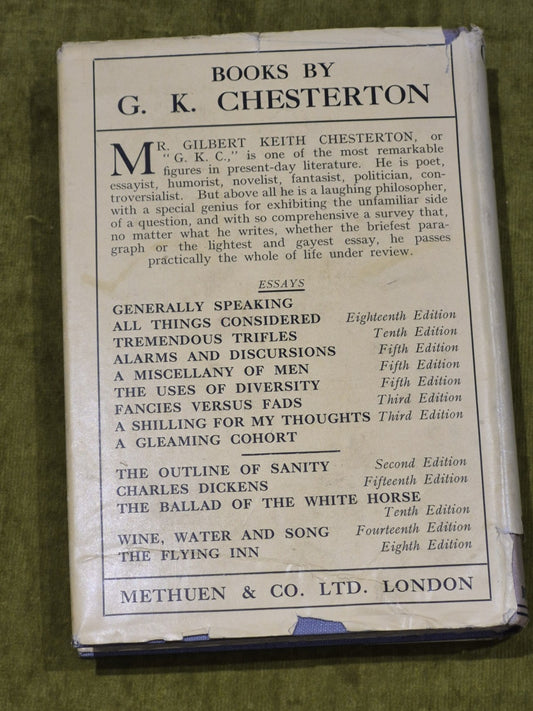 BOOKS BY
G. K. CHESTERTON
MR. GILBERT KEITH CHESTERTON, or
"G. K. C.," is one of the most remarkable
figures in present-day literature. He is poet,
essayist, humorist, novelist, fantasist, politician, con-
troversialist. But above all he is a laughing philosopher,
with a special genius for exhibiting the unfamiliar side
of a question, and with so comprehensive a survey that,
no matter what he writes, whether the briefest para-
graph or the lightest and gayest essay, he passes
practically the whole of life under review.
ESSAYS
GENERALLY SPEAKING
ALL THINGS CONSIDERED Eighteenth Edition
TREMENDOUS TRIFLES Tenth Edition
ALARMS AND DISCURSIONS Fifth Edition
A MISCELLANY OF MEN Fifth Edition
THE USES OF DIVERSITY Fifth Edition
FANCIES VERSUS FADS Third Edition
A SHILLING FOR MY THOUGHTS Third Edition
A GLEAMING COHORT
THE OUTLINE OF SANITY Second Edition
CHARLES DICKENS Fifteenth Edition
THE BALLAD OF THE WHITE HORSE
Tenth Edition
WINE, WATER AND SONG Fourteenth Edition
THE FLYING INN Eighth Edition
METHUEN & CO. LTD. LONDON